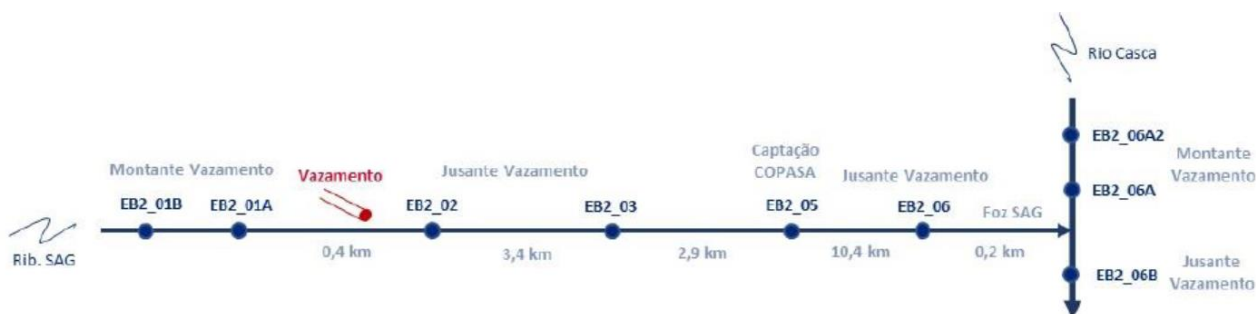 Rio Casca
EB2_06A2
Captação
COPASA
Montante
Vazamento
Montante Vazamento
Vazamento
Jusante Vazamento
Jusante Vazamento
EB2_06A
EB2_01B
EB2_01A
EB2_02
EB2_03
EB2_05
EB2_06
Foz SAG
Rib. SAG
0,4 km
3,4 km
2,9 km
10,4 km
0,2 km
EB2_06B
Jusante
Vazamento